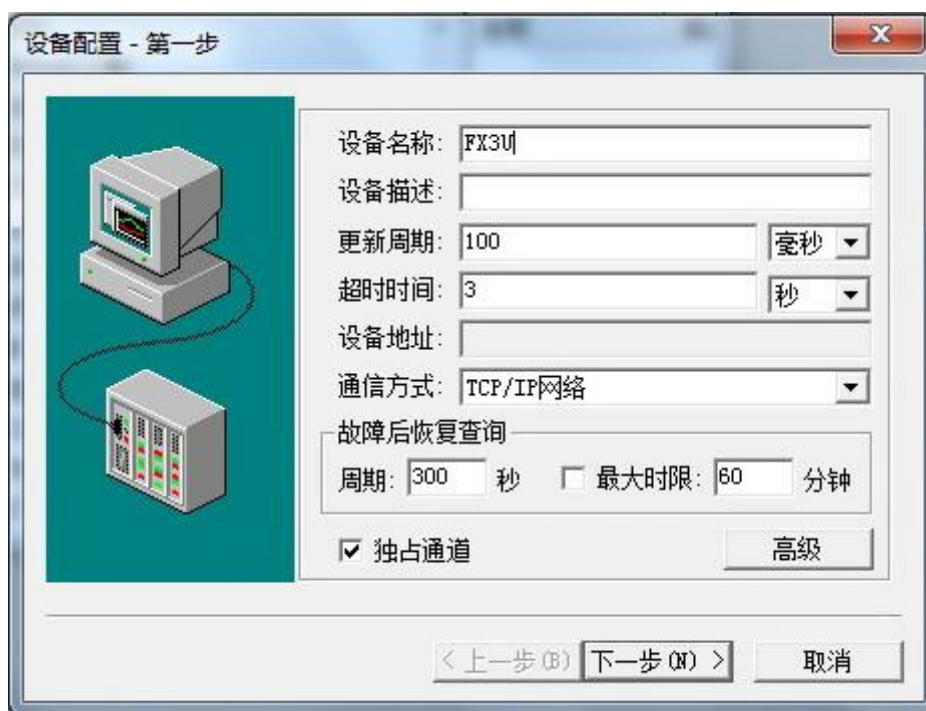 设备配置 - 第一步
设备名称: FX3U
设备描述:
更新周期: 100 毫秒
超时时间: 3 秒
设备地址:
通信方式: TCP/IP网络
故障后恢复查询
周期: 300 秒 最大时限: 60 分钟
独占通道 高级
< 上一步(B) 下一步(N) > 取消